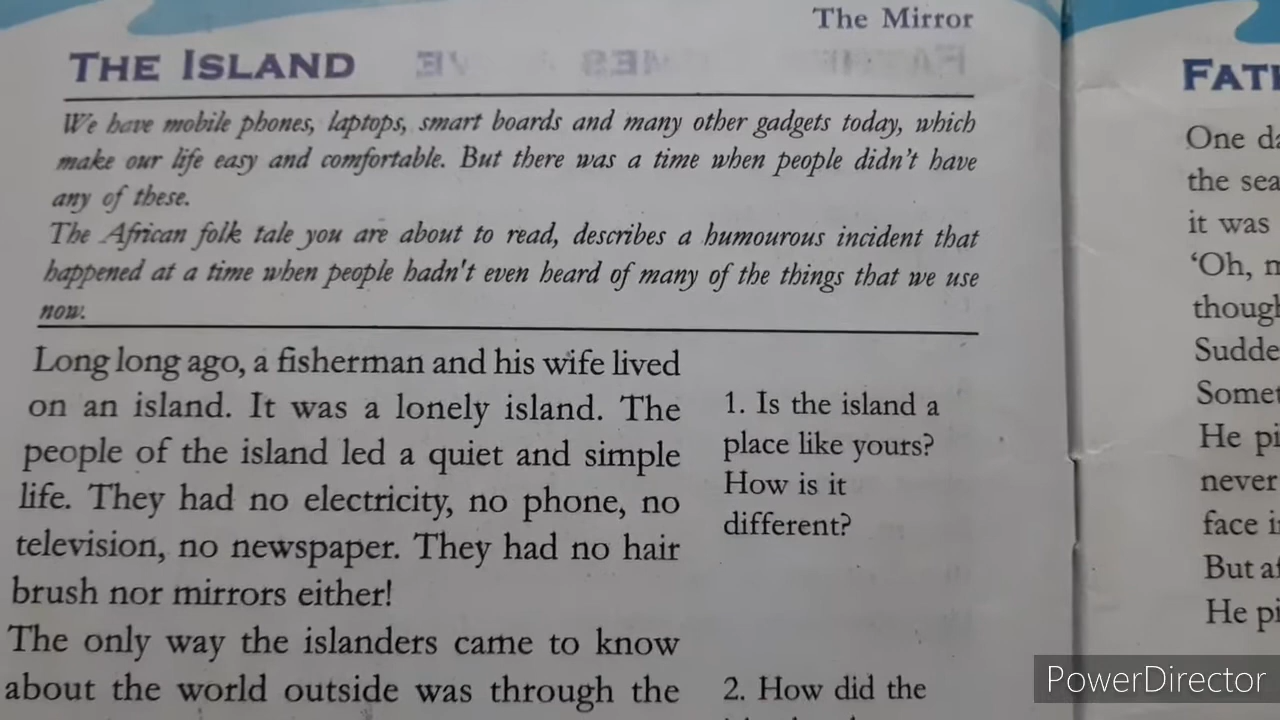 The Mirror
THE ISLAND
We have mobile phones, laptops, smart boards and many other gadgets today, which
make our life easy and comfortable. But there was a time when people didn't have
any of these.
The African folk tale you are about to read, describes a humourous incident that
happened at a time when people hadn't even heard of many of the things that we use
now.
Long long ago, a fisherman and his wife lived
on an island. It was a lonely island. The
people of the island led a quiet and simple
life. They had no electricity, no phone, no
television, no newspaper. They had no hair
brush nor mirrors either!
The only way the islanders came to know
about the world outside was through the
1. Is the island a
place like yours?
How is it
different?
2. How did the
One
the sea
it was
'Oh,
Sudde
He
never
face
But
He
PowerDirector